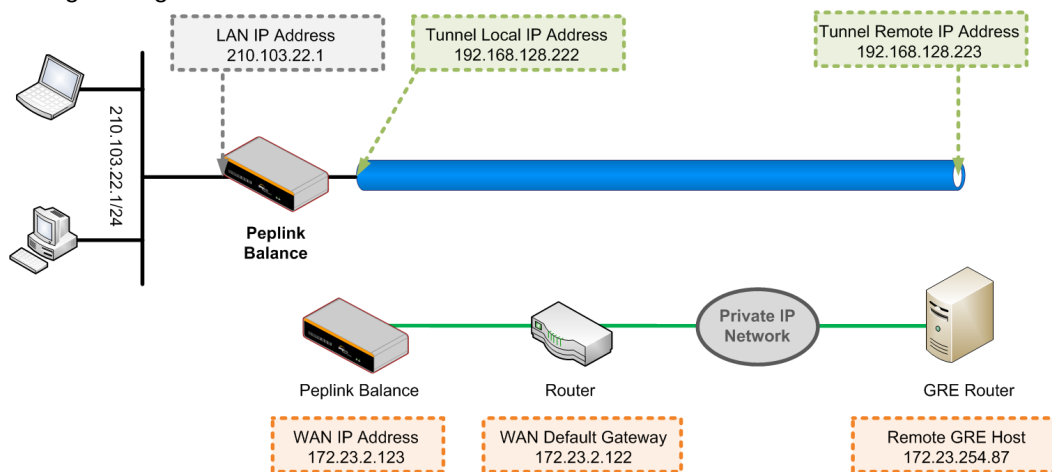 LAN IP Address
210.103.22.1
Tunnel Local IP Address
192.168.128.222
Tunnel Remote IP Address
192.168.128.223
210.103.22.1/24
Peplink
Balance
Private IP
Network
Peplink Balance
Router
GRE Router
WAN IP Address
172.23.2.123
WAN Default Gateway
172.23.2.122
Remote GRE Host
172.23.254.87